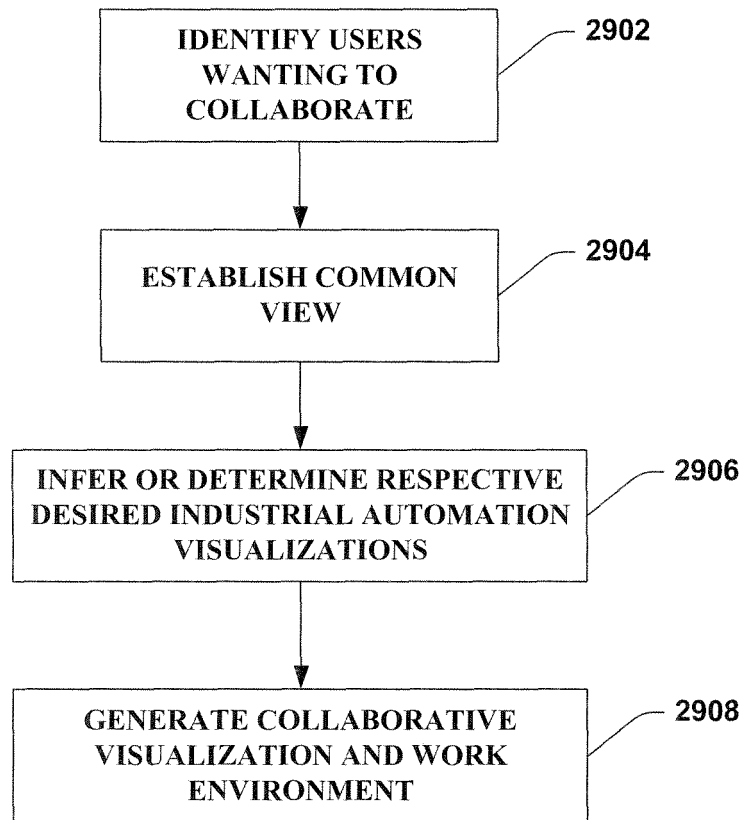 IDENTIFY USERS
WANTING TO
COLLABORATE
2902
ESTABLISH COMMON
VIEW
2904
INFER OR DETERMINE RESPECTIVE
DESIRED INDUSTRIAL AUTOMATION
VISUALIZATIONS
2906
GENERATE COLLABORATIVE
VISUALIZATION AND WORK
ENVIRONMENT
2908